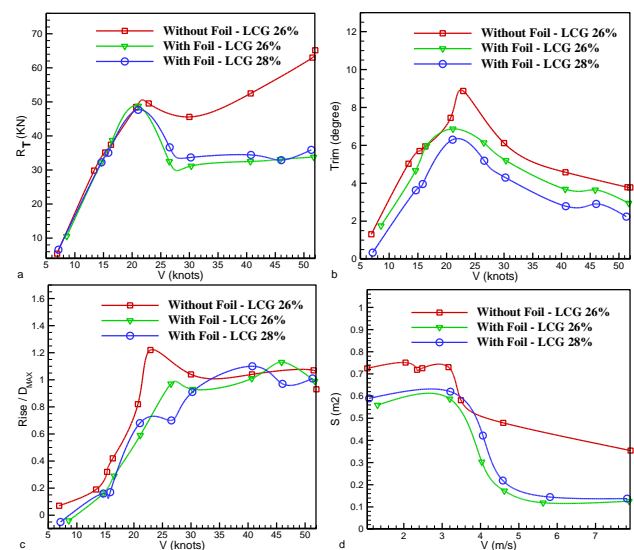 Without Foil - LCG 26%
With Foil - LCG 26%
With Foil - LCG 28%
R_T (KN)
70
60
50
40
30
20
10
5 10 15 20 25 30 35 40 45 50
V (knots)
a
Without Foil - LCG 26%
With Foil - LCG 26%
With Foil - LCG 28%
Trim (degree)
12
10
8
6
4
2
0
5 10 15 20 25 30 35 40 45 50
V (knots)
b
Without Foil - LCG 26%
With Foil - LCG 26%
With Foil - LCG 28%
Rise / D_MAX
1.6
1.4
1.2
1
0.8
0.6
0.4
0.2
0
5 10 15 20 25 30 35 40 45 50
V (knots)
c
Without Foil - LCG 26%
With Foil - LCG 26%
With Foil - LCG 28%
S (m2)
1
0.9
0.8
0.7
0.6
0.5
0.4
0.3
0.2
0.1
0
2 3 4 5 6 7
V (m/s)
d